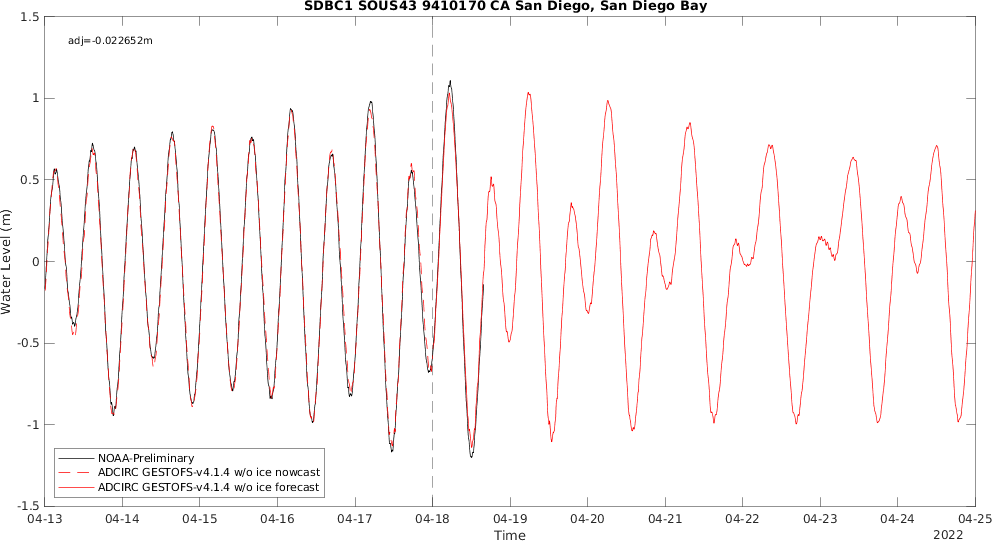 SDBC1 SOUS43 9410170 CA San Diego, San Diego Bay
adj=-0.022652m
1.5
1
0.5
0
-0.5
-1
-1.5
Water Level (m)
NOAA-Preliminary
ADCIRC GESTOFS-v4.1.4 w/o ice nowcast
ADCIRC GESTOFS-v4.1.4 w/o ice forecast
04-13 04-14 04-15 04-16 04-17 04-18 04-19 04-20 04-21 04-22 04-23 04-24 04-25
Time
2022